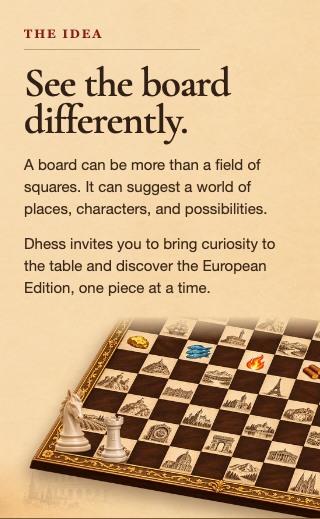 THE IDEA
See the board
differently.
A board can be more than a field of
squares. It can suggest a world of
places, characters, and possibilities.
Dhess invites you to bring curiosity to
the table and discover the European
Edition, one piece at a time.